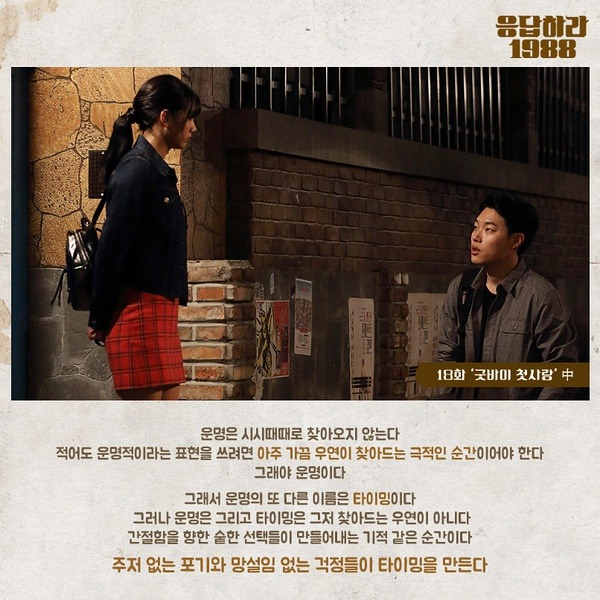 응답하라
1988
18화 '굿바이 첫사랑' 中
운명은 시시때때로 찾아오지 않는다
적어도 운명적이라는 표현을 쓰려면 아주 가끔 우연이 찾아드는 극적인 순간이어야 한다
그래야 운명이다
그래서 운명의 또 다른 이름은 타이밍이다
그러나 운명은 그리고 타이밍은 그저 찾아드는 우연이 아니다
간절함을 향한 숱한 선택들이 만들어내는 기적 같은 순간이다
주저 없는 포기와 망설임 없는 걱정들이 타이밍을 만든다